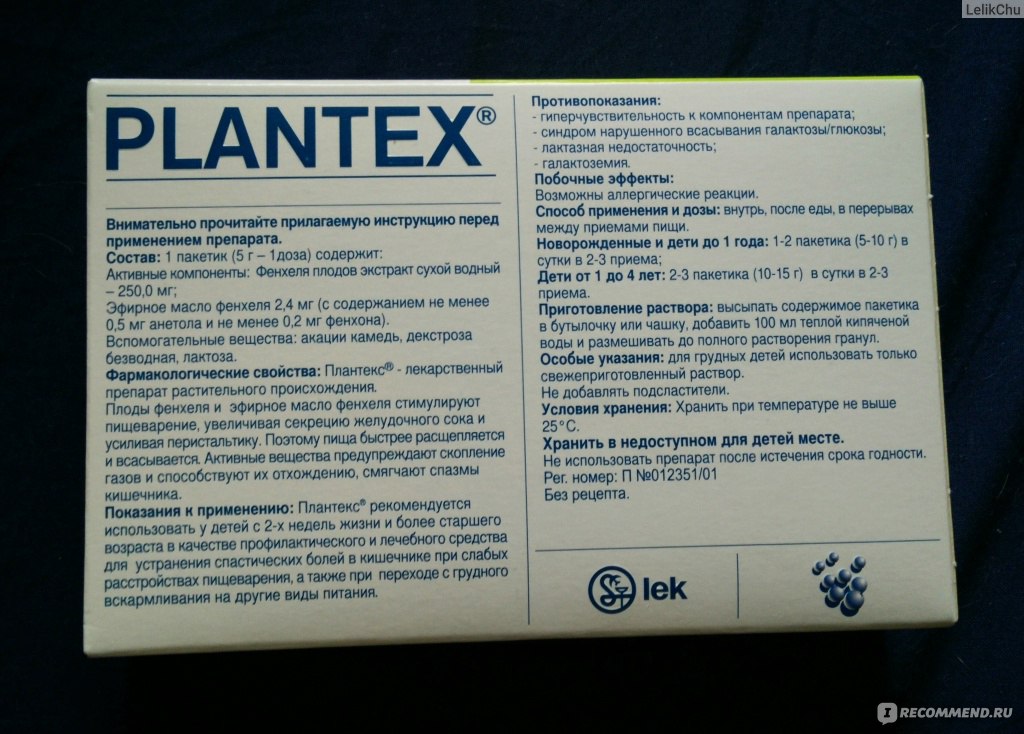 LelikChu
PLANTEX®
Внимательно прочитайте прилагаемую инструкцию перед
применением препарата.
Состав: 1 пакетик (5 г – 1доза) содержит:
Активные компоненты: Фенхеля плодов экстракт сухой водный
– 250,0 мг;
Эфирное масло фенхеля 2,4 мг (с содержанием не менее
0,5 мг анетола и не менее 0,2 мг фенхона).
Вспомогательные вещества: акации камедь, декстроза
безводная, лактоза.
Фармакологические свойства: Плантекс® - лекарственный
препарат растительного происхождения.
Плоды фенхеля и эфирное масло фенхеля стимулируют
пищеварение, увеличивая секрецию желудочного сока и
усиливая перистальтику. Поэтому пища быстрее расщепляется
и всасывается. Активные вещества предупреждают скопление
газов и способствуют их отхождению, смягчают спазмы
кишечника.
Показания к применению: Плантекс® рекомендуется
использовать у детей с 2-х недель жизни и более старшего
возраста в качестве профилактического и лечебного средства
для устранения спастических болей в кишечнике при слабых
расстройствах пищеварения, а также при переходе с грудного
вскармливания на другие виды питания.
Противопоказания:
- гиперчувствительность к компонентам препарата;
- синдром нарушенного всасывания галактозы/глюкозы;
- лактазная недостаточность;
- галактоземия.
Побочные эффекты:
Возможны аллергические реакции.
Способ применения и дозы: внутрь, после еды, в перерывах
между приемами пищи.
Новорожденные и дети до 1 года: 1-2 пакетика (5-10 г) в
сутки в 2-3 приема;
Дети от 1 до 4 лет: 2-3 пакетика (10-15 г) в сутки в 2-3
приема.
Приготовление раствора: высыпать содержимое пакетика
в бутылочку или чашку, добавить 100 мл теплой кипяченой
воды и размешивать до полного растворения гранул.
Особые указания: для грудных детей использовать только
свежеприготовленный раствор.
Не добавлять подсластители.
Условия хранения: Хранить при температуре не выше
25°C.
Хранить в недоступном для детей месте.
Не использовать препарат после истечения срока годности.
Рег. номер: П №012351/01
Без рецепта.
lek
IRECOMMEND.RU